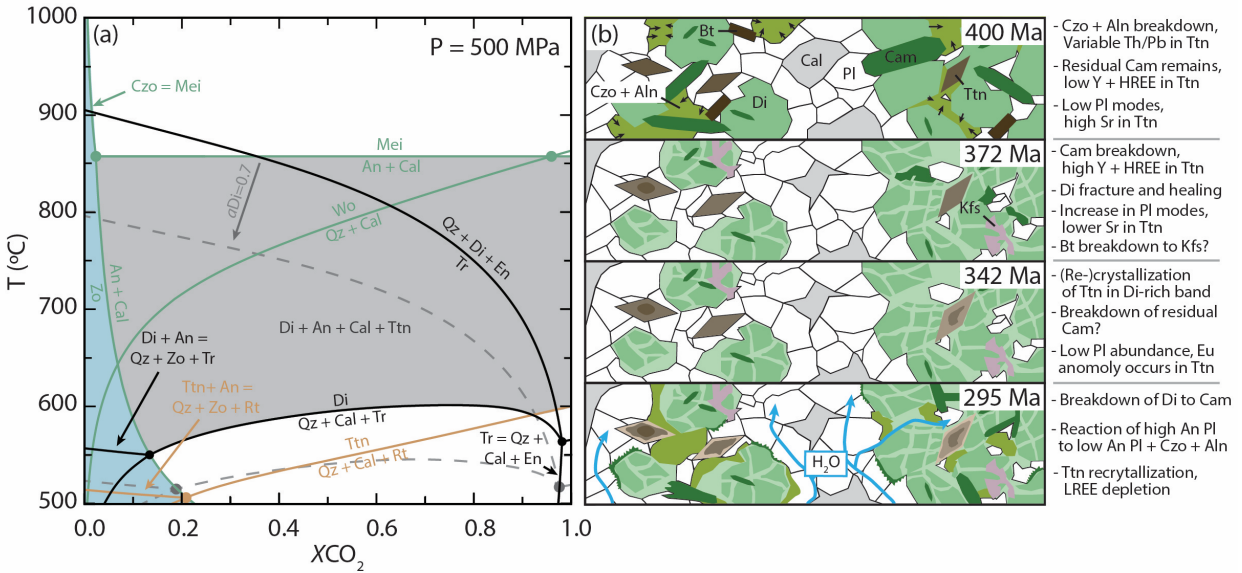 (a)
P = 500 MPa
1000
900
800
700
600
500
T (ºC)
0.0
0.2
0.4
0.6
0.8
1.0
XCO2
Czo = Mei
Mei
An + Cal
aDi=0.7
Wo
Qz + Cal
Qz + Di + En
Tr
An + Cal
Zo
Di + An + Cal + Ttn
Di + An =
Qz + Zo + Tr
Ttn + An =
Qz + Zo + Rt
Di
Qz + Cal + Tr
Ttn
Qz + Cal + Rt
Tr = Qz +
Cal + En
(b)
400 Ma
Bt
Cal
Cam
Pl
Czo + Aln
Di
Ttn
- Czo + Aln breakdown,
Variable Th/Pb in Ttn
- Residual Cam remains,
low Y + HREE in Ttn
- Low Pl modes,
high Sr in Ttn
372 Ma
Kfs
- Cam breakdown,
high Y + HREE in Ttn
- Di fracture and healing
- Increase in Pl modes,
lower Sr in Ttn
- Bt breakdown to Kfs?
342 Ma
- (Re-)crystallization
of Ttn in Di-rich band
- Breakdown of residual
Cam?
- Low Pl abundance, Eu
anomoly occurs in Ttn
295 Ma
H2O
- Breakdown of Di to Cam
- Reaction of high An Pl
to low An Pl + Czo + Aln
- Ttn recrytallization,
LREE depletion